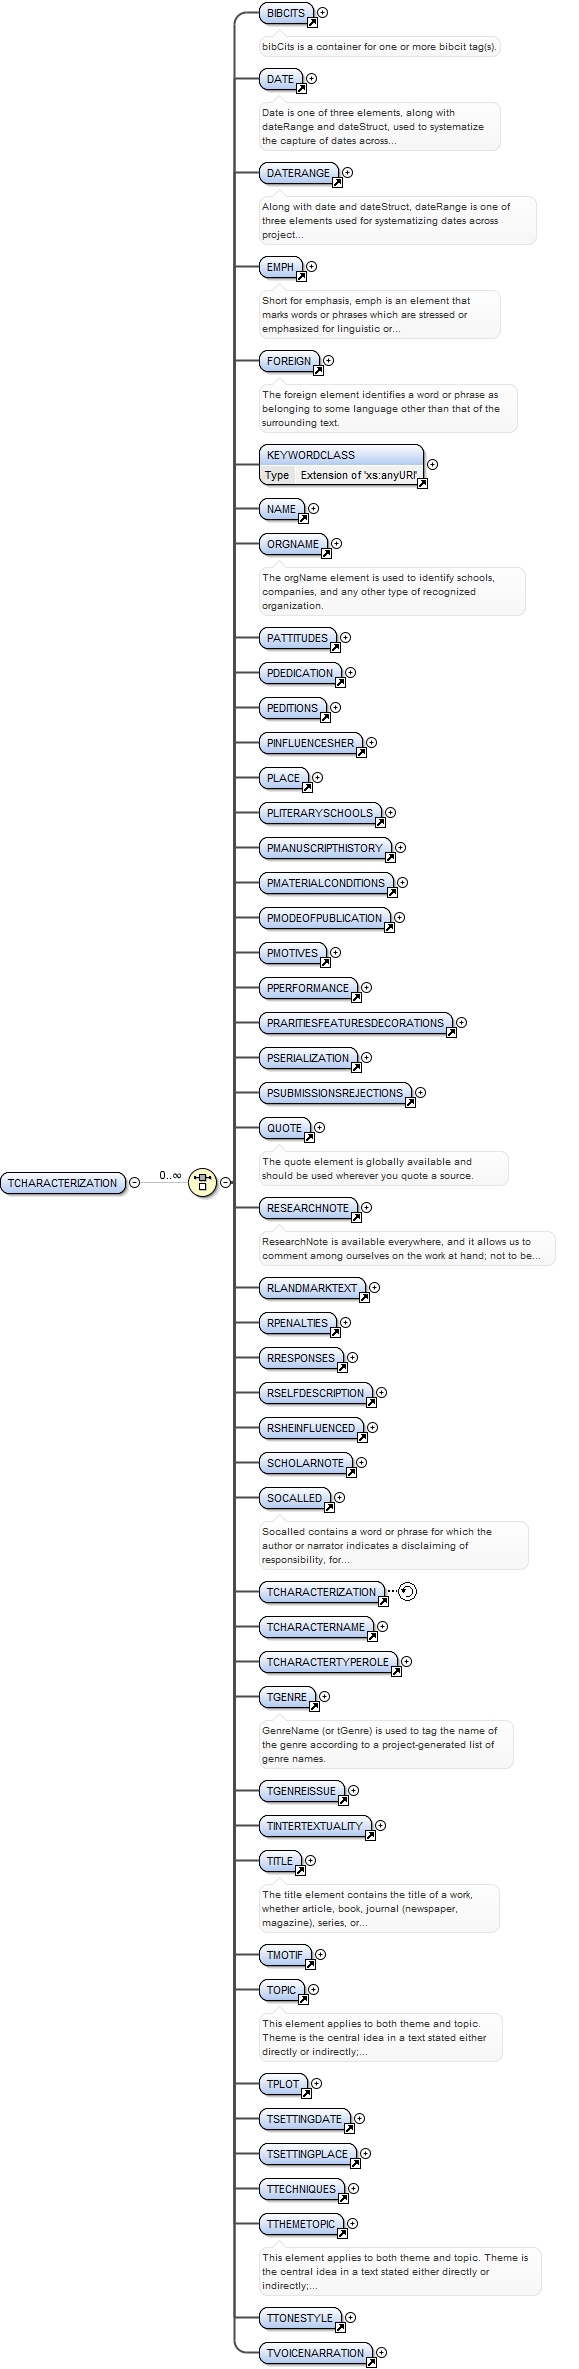 BIBCITS
bibCits is a container for one or more bibcit tag(s).
DATE
Date is one of three elements, along with
dateRange and dateStruct, used to systematize
the capture of dates across...
DATERANGE
Along with date and dateStruct, dateRange is one of
three elements used for systematizing dates across
project...
EMPH
Short for emphasis, emph is an element that
marks words or phrases which are stressed or
emphasized for linguistic or...
FOREIGN
The foreign element identifies a word or phrase as
belonging to some language other than that of the
surrounding text.
KEYWORDCLASS
Type Extension of 'xs:anyURI'
NAME
ORGNAME
The orgName element is used to identify schools,
companies, and any other type of recognized
organization.
PATTITUDES
PDEDICATION
PEDITIONS
PINFLUENCESHER
PLACE
PLITERARYSCHOOLS
PMANUSCRIPTHISTORY
PMATERIALCONDITIONS
PMODEOFPUBLICATION
PMOTIVES
PPERFORMANCE
PRARITIESFEATURESDECORATIONS
PSERIALIZATION
PSUBMISSIONSREJECTIONS
QUOTE
The quote element is globally available and
should be used wherever you quote a source.
TCHARACTERIZATION 0..∞
RESEARCHNOTE
ResearchNote is available everywhere, and it allows us to
comment among ourselves on the work at hand; not to be...
RLANDMARKTEXT
RPENALTIES
RRESPONSES
RSELFDESCRIPTION
RSHEINFLUENCED
SCHOLARNOTE
SOCALLED
Socalled contains a word or phrase for which the
author or narrator indicates a disclaiming of
responsibility, for...
TCHARACTERIZATION
TCHARACTERNAME
TCHARACTERTYPEROLE
TGENRE
GenreName (or tGenre) is used to tag the name of
the genre according to a project-generated list of
genre names.
TGENREISSUE
TINTERTEXTUALITY
TITLE
The title element contains the title of a work,
whether article, book, journal (newspaper,
magazine), series, or...
TMOTIF
TOPIC
This element applies to both theme and topic.
Theme is the central idea in a text stated either
directly or indirectly;...
TPLOT
TSETTINGDATE
TSETTINGPLACE
TTECHNIQUES
TTHEMETOPIC
This element applies to both theme and topic. Theme is
the central idea in a text stated either directly or
indirectly;...
TTONESTYLE
TVOICENARRATION